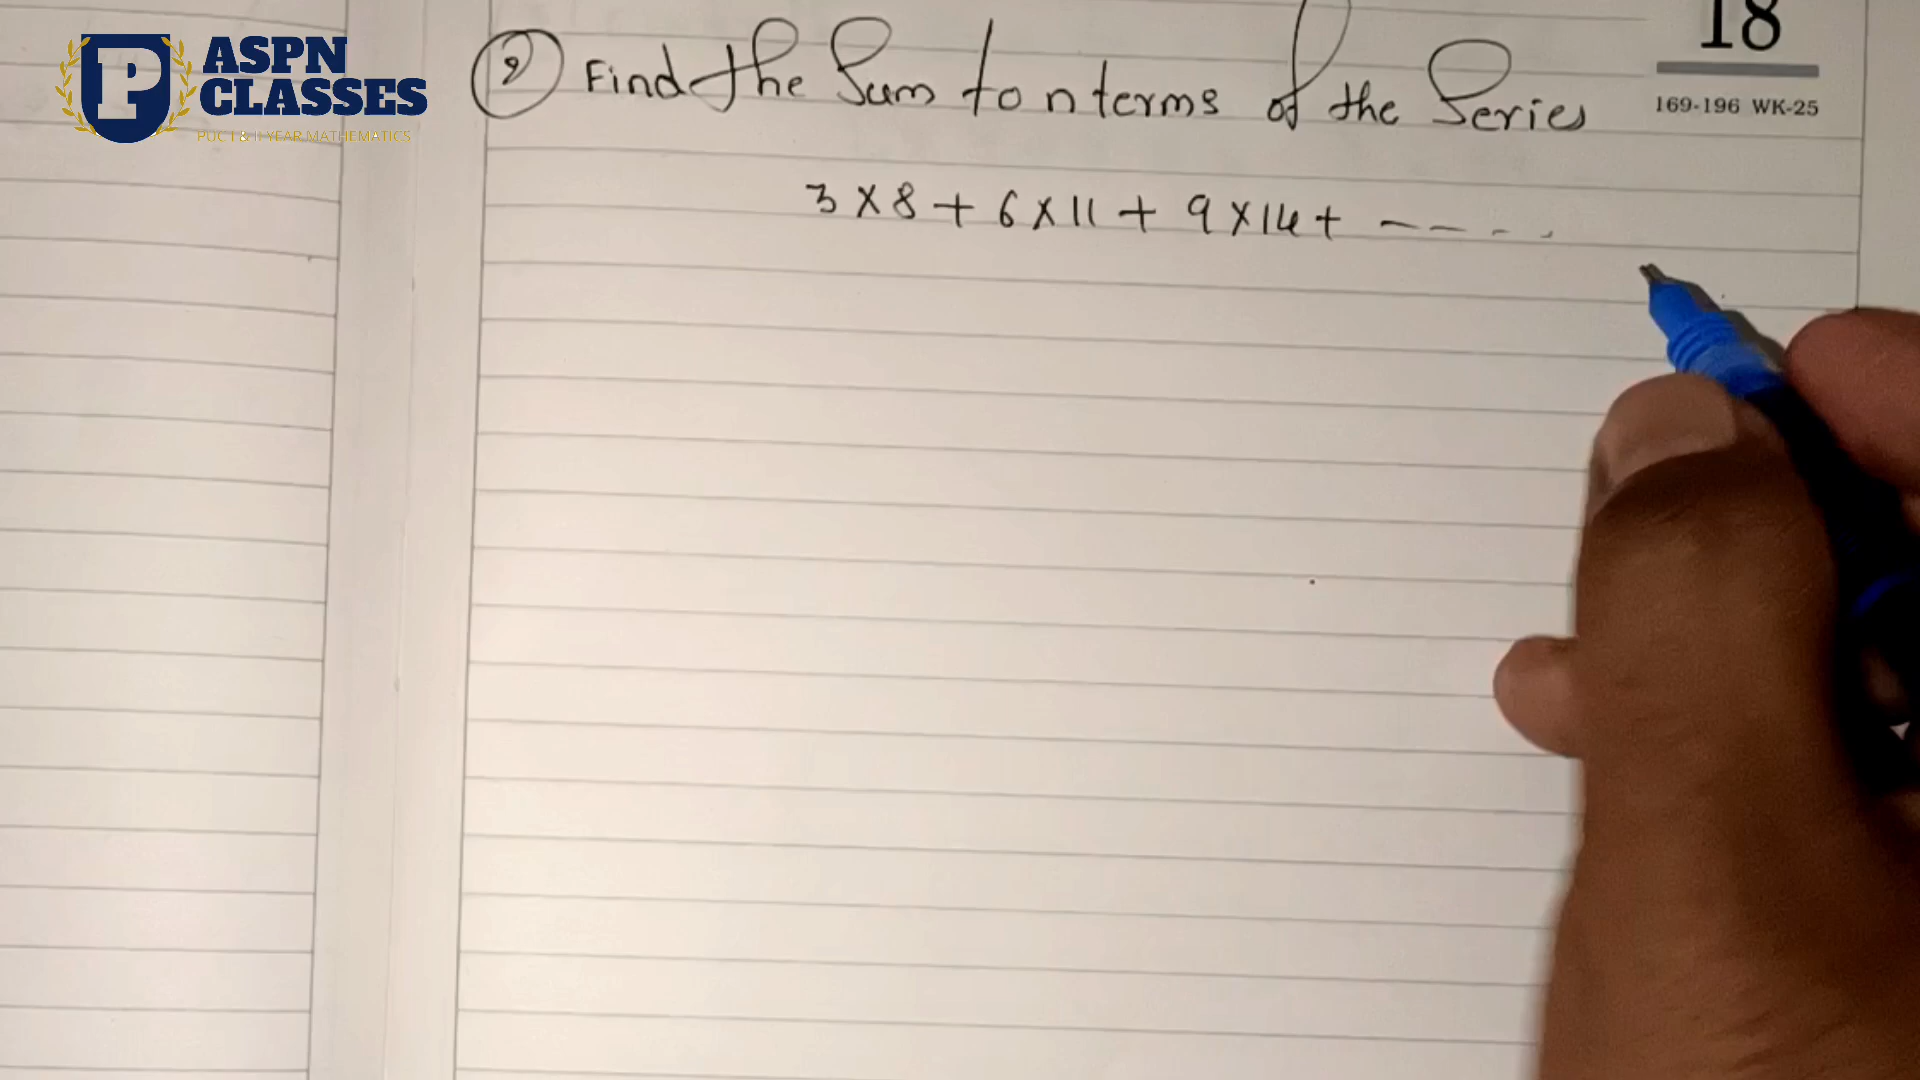 ASPN
CLASSES
PUC I & II YEAR MATHEMATICS
18
169-196 WK-25
2 Find the Sum to n terms of the Series
3 × 8 + 6 × 11 + 9 × 14 + - - - -